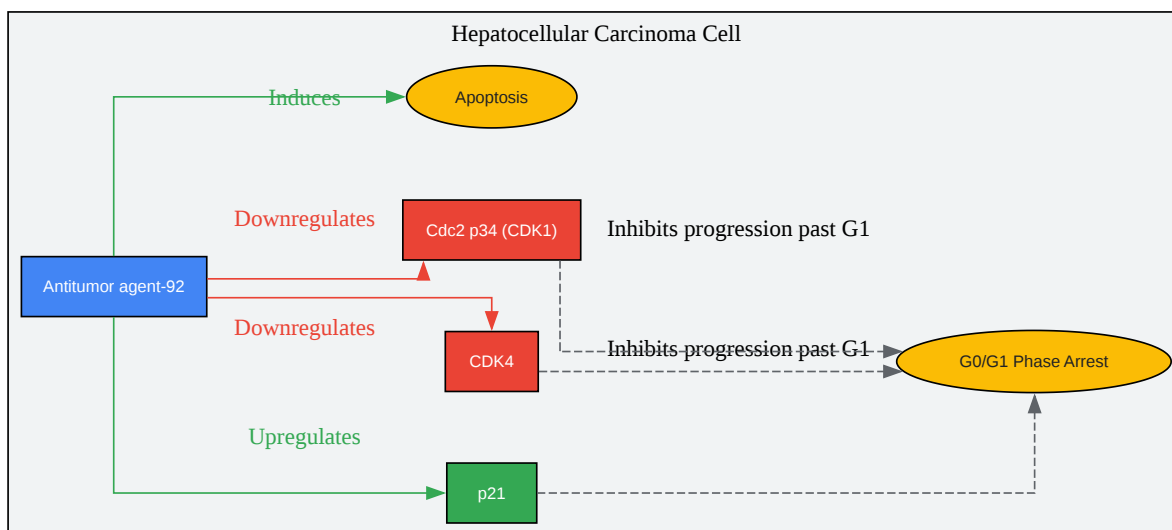 Hepatocellular Carcinoma Cell
Induces
Apoptosis
Downregulates
Cdc2 p34 (CDK1)
Inhibits progression past G1
Antitumor agent-92
Downregulates
CDK4
Inhibits progression past G1
G0/G1 Phase Arrest
Upregulates
p21